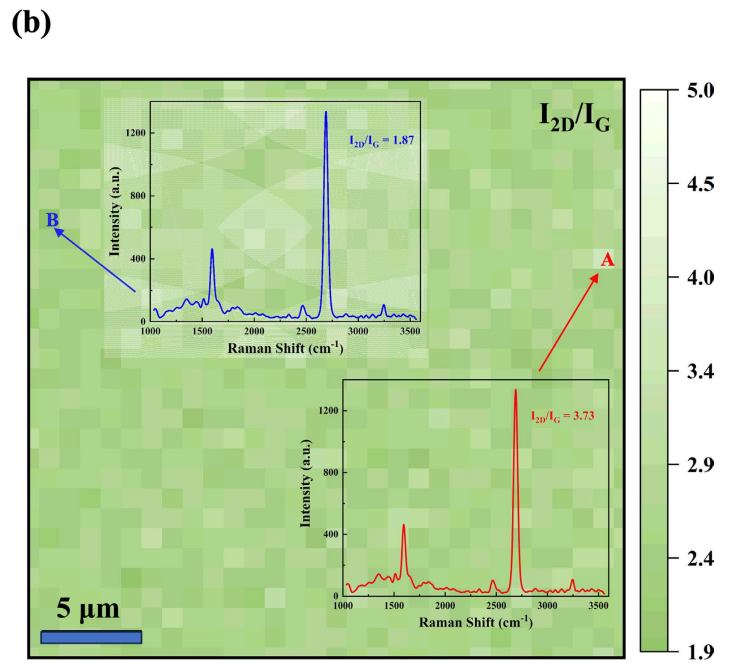 (b)
I2D/IG
5.0
4.5
4.0
3.4
2.9
2.4
1.9
B
A
I2D/IG = 1.87
Intensity (a.u.)
1200
800
400
0
1000 1500 2000 2500 3000 3500
Raman Shift (cm-1)
I2D/IG = 3.73
Intensity (a.u.)
1200
800
400
0
1000 1500 2000 2500 3000 3500
Raman Shift (cm-1)
5 μm